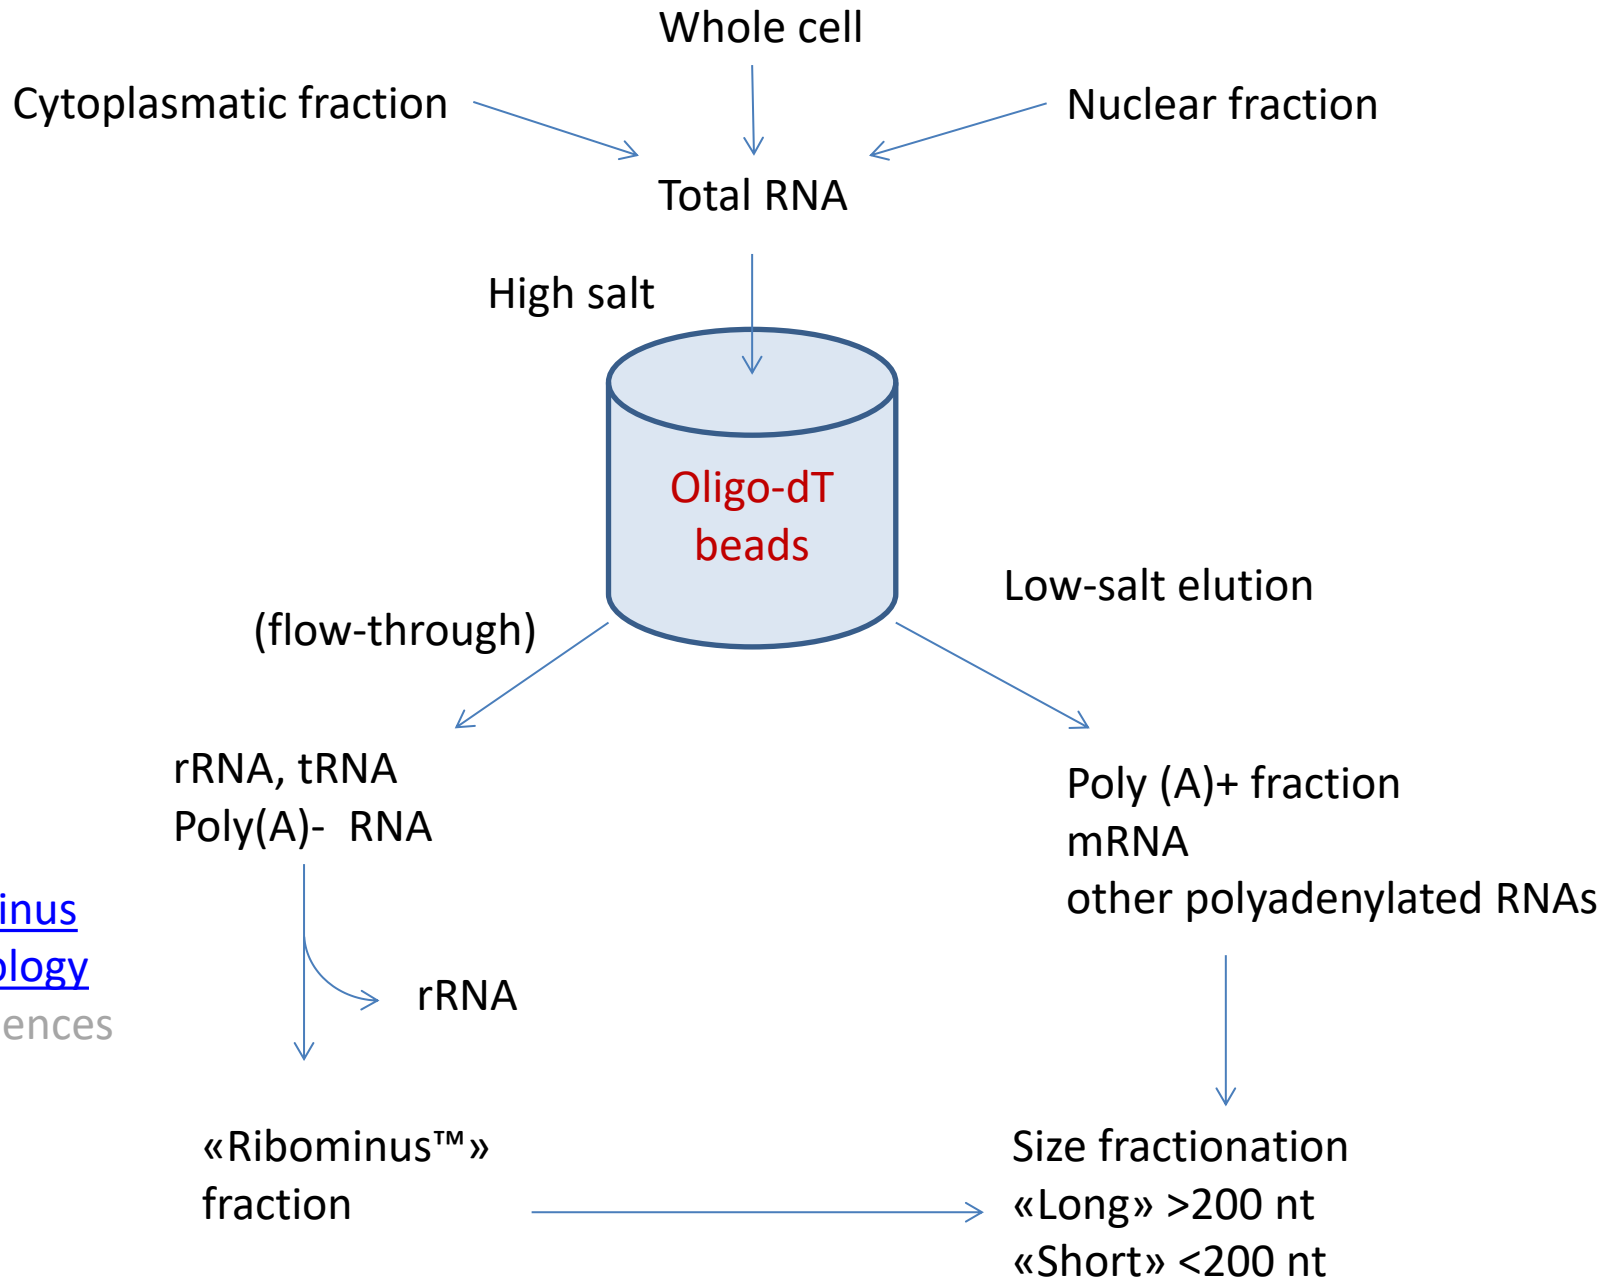 Whole cell
Cytoplasmatic fraction
Nuclear fraction
Total RNA
High salt
Oligo-dT
beads
Low-salt elution
(flow-through)
rRNA, tRNA
Poly(A)- RNA
Poly (A)+ fraction
mRNA
other polyadenylated RNAs
inus
ology
ences
rRNA
«Ribominus™»
fraction
Size fractionation
«Long» >200 nt
«Short» <200 nt